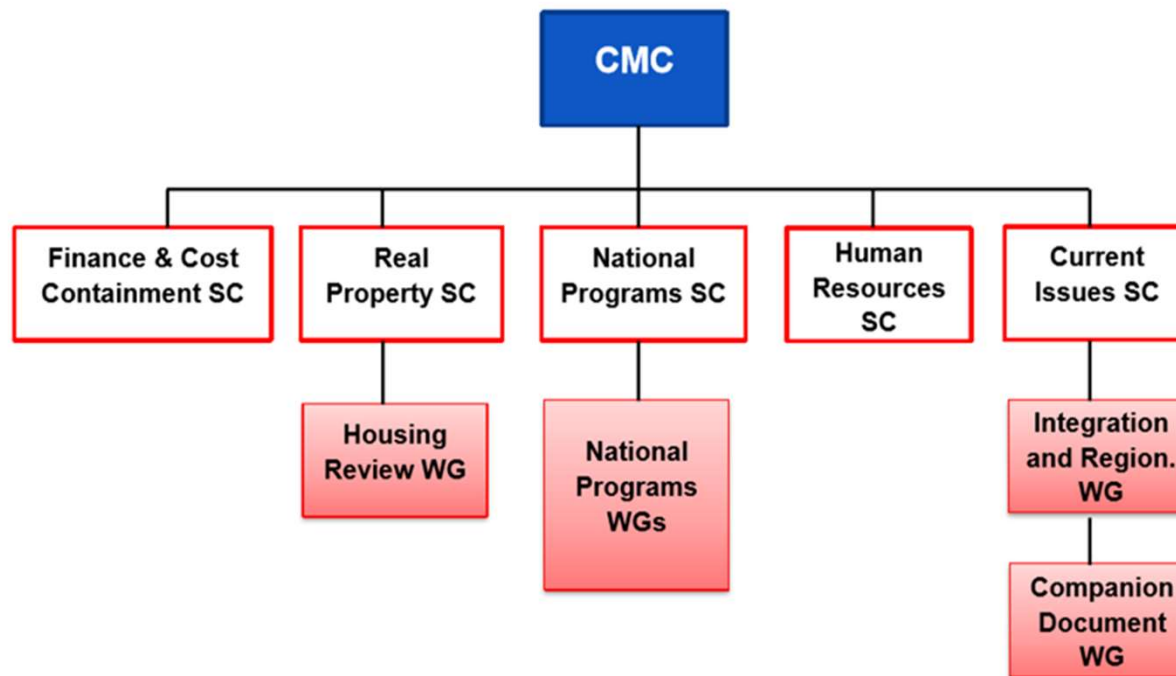 CMC
Finance & Cost
Containment SC
Real
Property SC
National
Programs SC
Human
Resources
SC
Current
Issues SC
Housing
Review WG
National
Programs
WGs
Integration
and Region.
WG
Companion
Document
WG